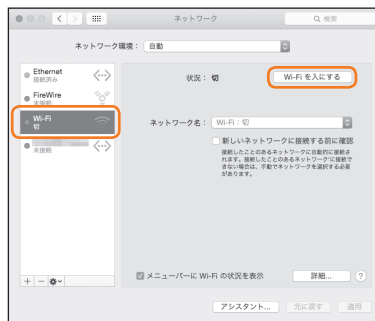 ネットワーク
検索
ネットワーク環境： 自動
Ethernet
接続済み
FireWire
未接続
Wi-Fi
切
未接続
状況： 切
Wi-Fi を入にする
ネットワーク名： Wi-Fi：切
新しいネットワークに接続する前に確認
接続したことのあるネットワークに自動的に接続さ
れます。接続したことのあるネットワークに接続で
きない場合は、手動でネットワークを選択する必要
があります。
メニューバーに Wi-Fi の状況を表示
詳細...
?
アシスタント...
元に戻す
適用